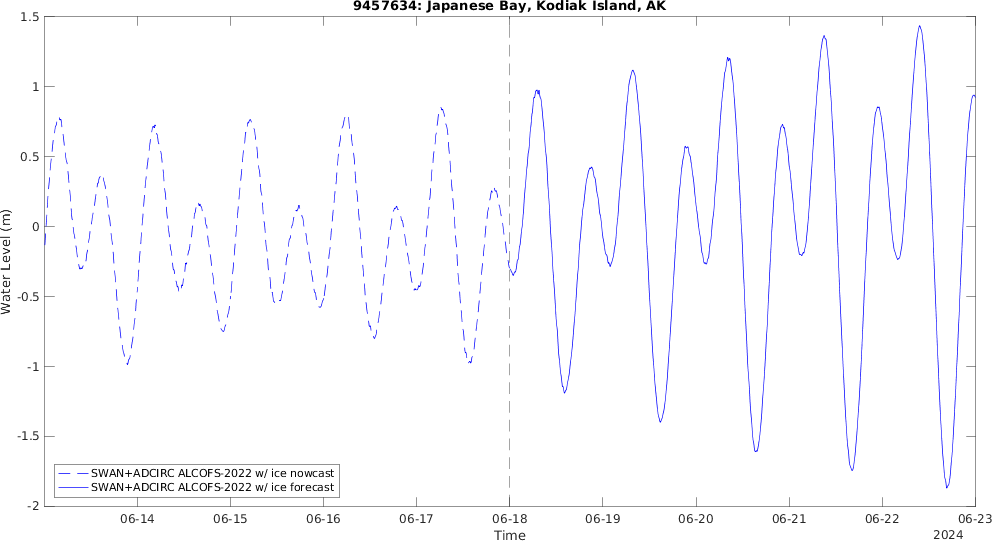 9457634: Japanese Bay, Kodiak Island, AK
1.5
1
0.5
0
-0.5
-1
-1.5
-2
Water Level (m)
SWAN+ADCIRC ALCOFS-2022 w/ ice nowcast
SWAN+ADCIRC ALCOFS-2022 w/ ice forecast
06-14 06-15 06-16 06-17 06-18 06-19 06-20 06-21 06-22 06-23
Time
2024